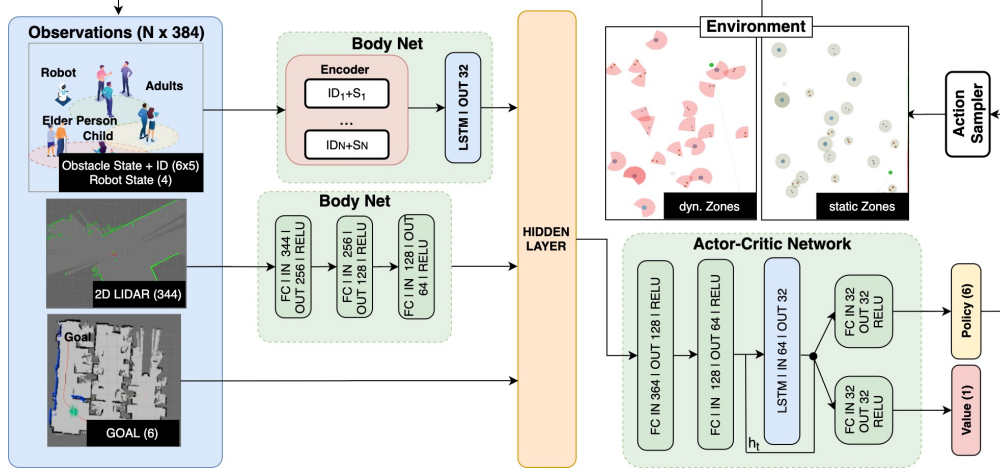 Observations (N x 384)
Robot
Adults
Elder Person
Child
Obstacle State + ID (6x5)
Robot State (4)
2D LIDAR (344)
Goal
GOAL (6)
Body Net
Encoder
ID1+S1
...
IDN+SN
LSTM | OUT 32
Body Net
FC | IN 344 |
OUT 256 | RELU
FC | IN 256 |
OUT 128 | RELU
FC | IN 128 | OUT
64 | RELU
HIDDEN
LAYER
Environment
dyn. Zones
static Zones
Action
Sampler
Actor-Critic Network
FC IN 364 | OUT 128 | RELU
FC | IN 128 | OUT 64 | RELU
LSTM | IN 64 | OUT 32
ht
FC IN 32
OUT 32
RELU
FC IN 32
OUT 32
RELU
Policy (6)
Value (1)